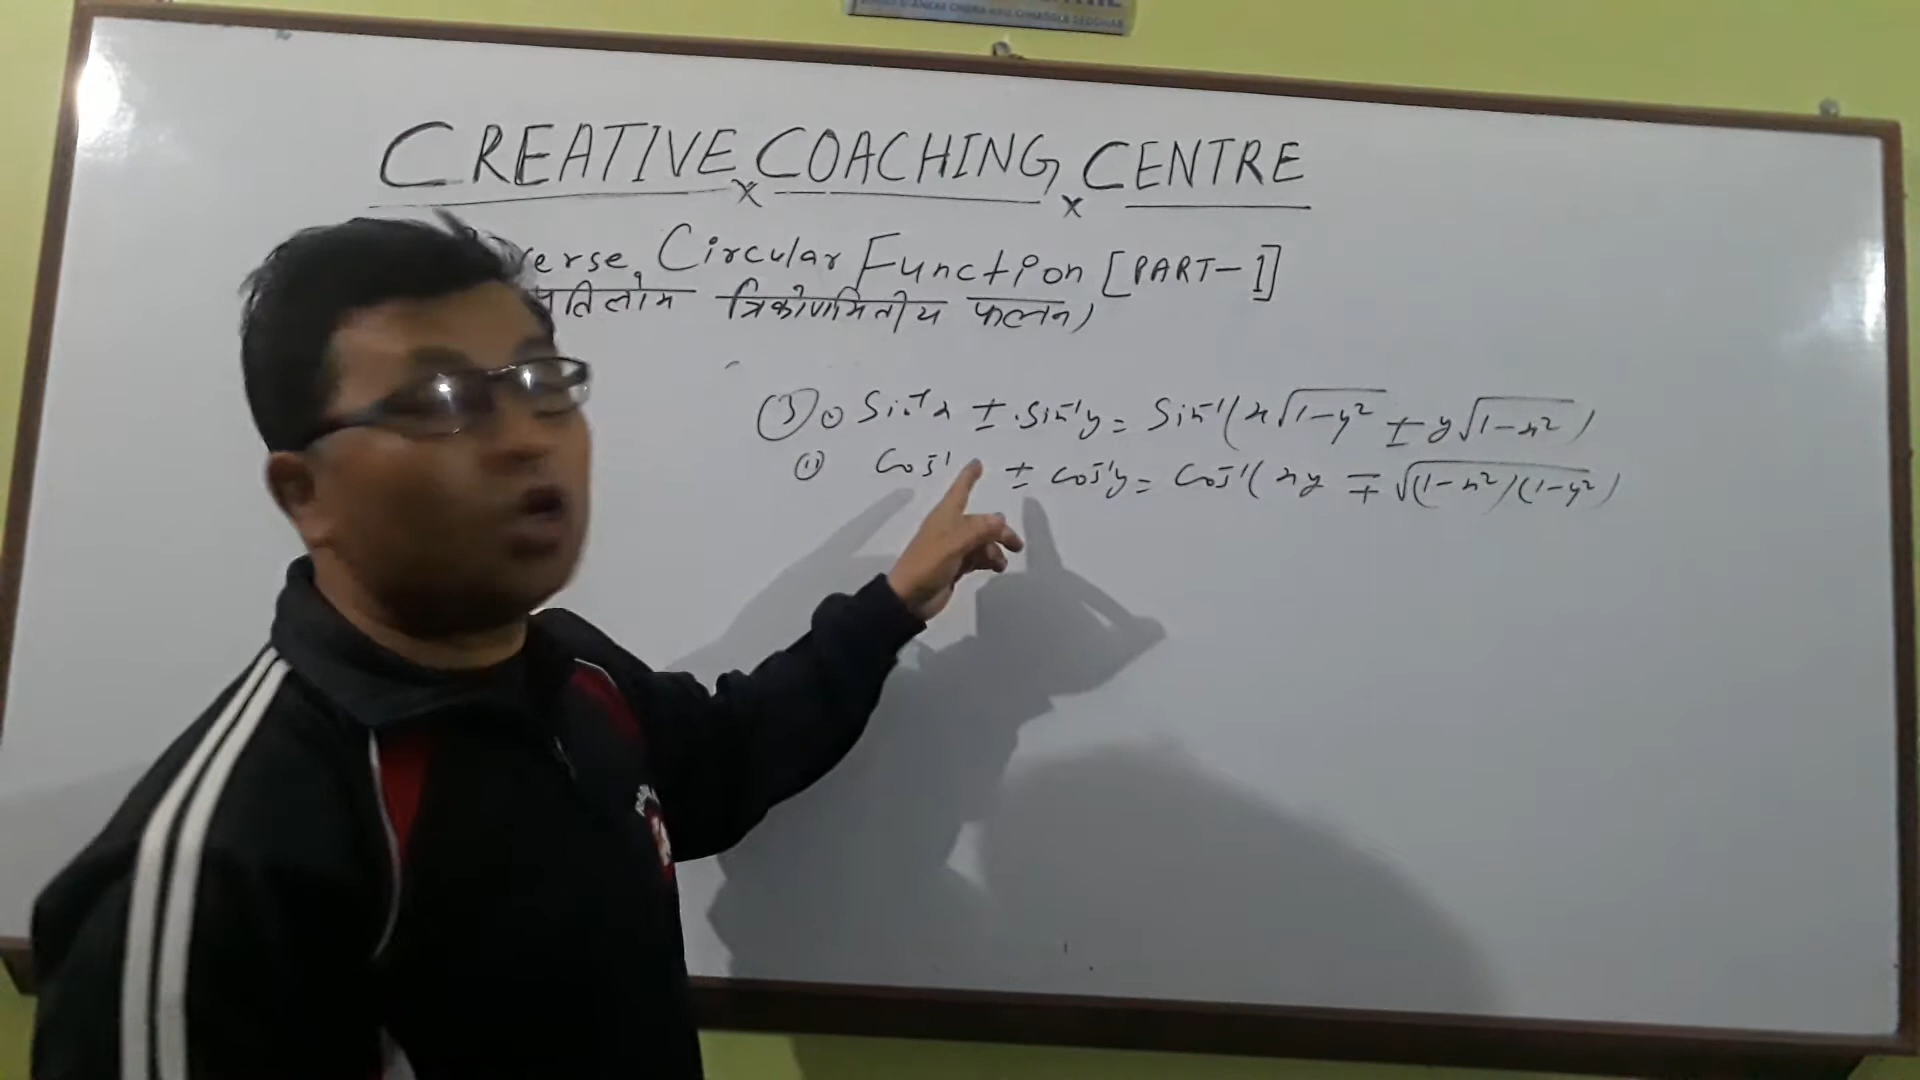 CREATIVE COACHING CENTRE
x x
verse Circular Function [PART-1]
प्रतिलोम त्रिकोणमितीय फलन)
(3) (i) Sin⁻¹x ± Sin⁻¹y = Sin⁻¹(x√1-y² ± y√1-x²)
(ii) Cos⁻¹ ± Cos⁻¹y = Cos⁻¹(xy ∓ √(1-x²)(1-y²))